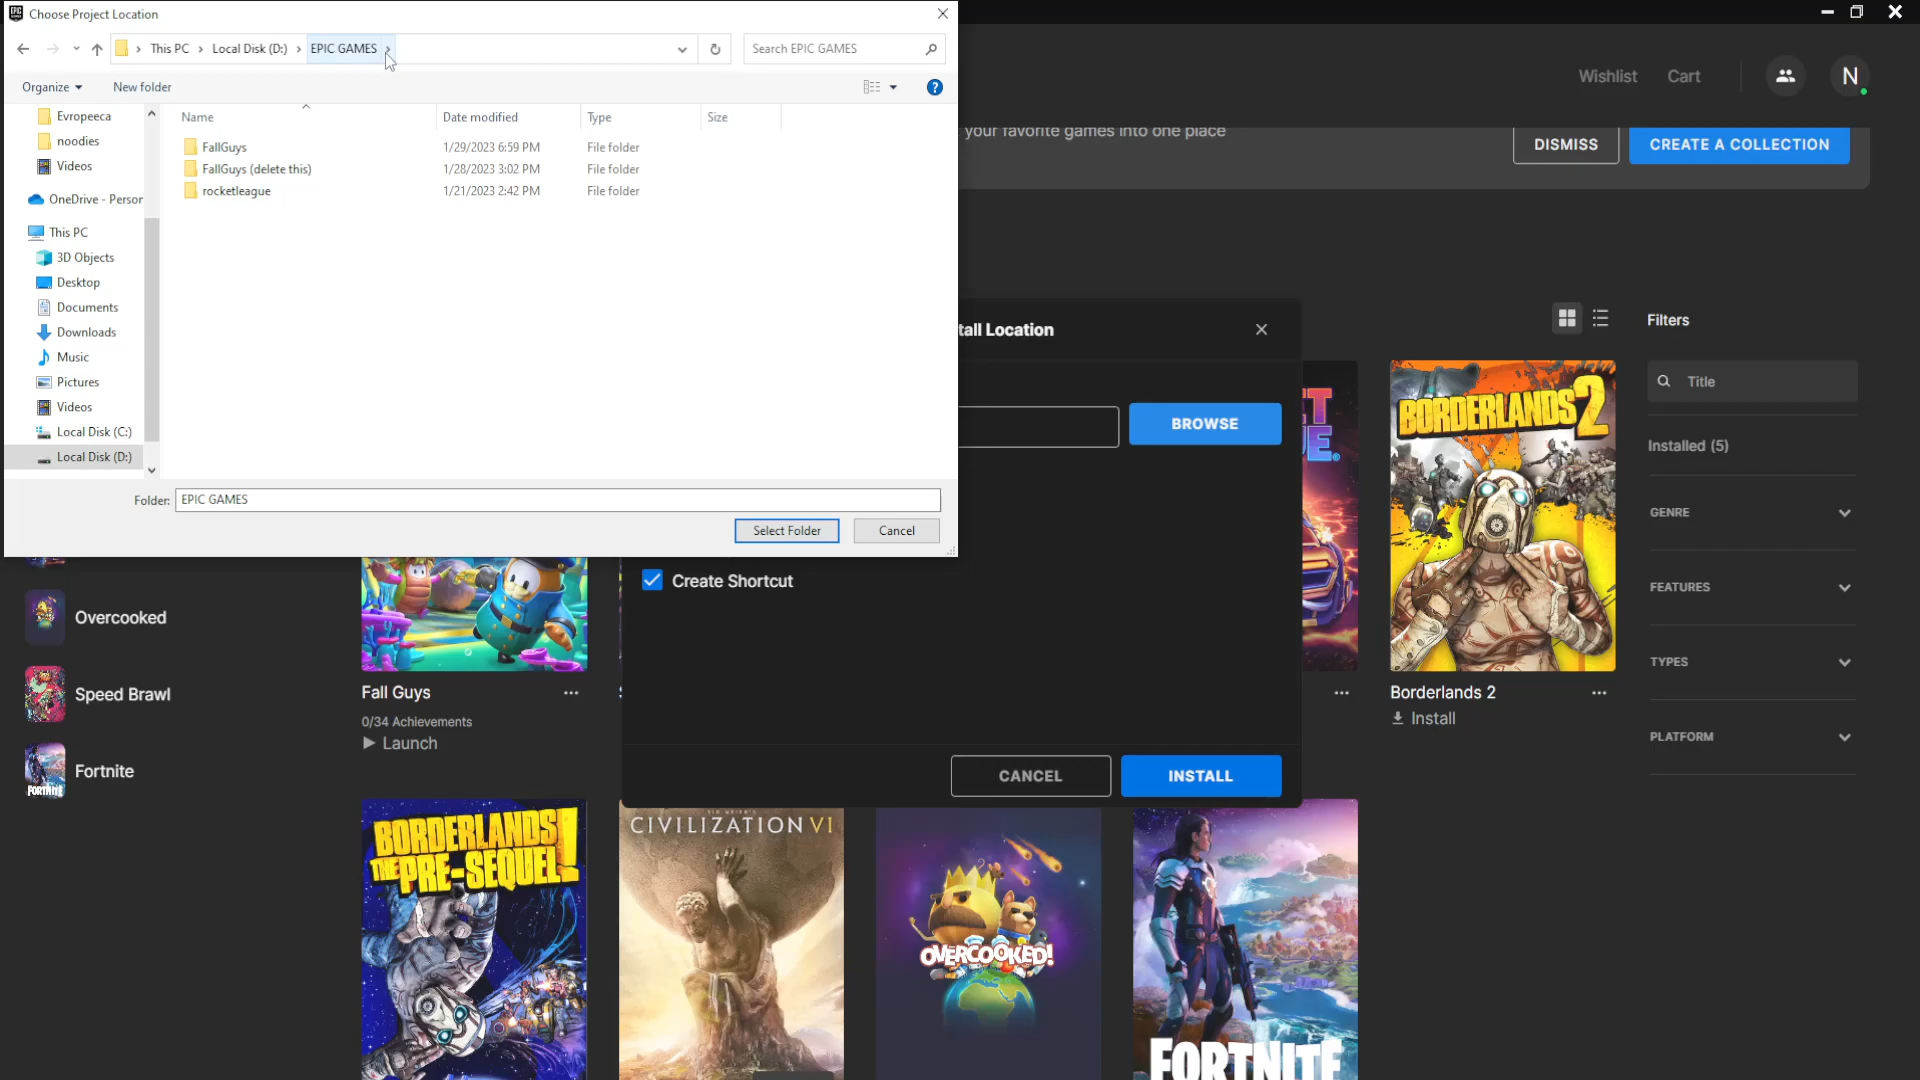 Choose Project Location
This PC > Local Disk (D:) > EPIC GAMES >
Search EPIC GAMES
Organize
New folder
Name
Date modified
Type
Size
FallGuys 1/29/2023 6:59 PM File folder
FallGuys (delete this) 1/28/2023 3:02 PM File folder
rocketleague 1/21/2023 2:42 PM File folder
Evropeeca
noodies
Videos
OneDrive - Person
This PC
3D Objects
Desktop
Documents
Downloads
Music
Pictures
Videos
Local Disk (C:)
Local Disk (D:)
Folder: EPIC GAMES
Select Folder
Cancel
Wishlist
Cart
N
your favorite games into one place
DISMISS
CREATE A COLLECTION
tall Location
BROWSE
Create Shortcut
CANCEL
INSTALL
Filters
Title
Installed (5)
GENRE
FEATURES
TYPES
PLATFORM
BORDERLANDS 2
Borderlands 2
Install
Overcooked
Speed Brawl
FORTNITE
Fortnite
Fall Guys
0/34 Achievements
Launch
BORDERLANDS
THE PRE-SEQUEL!
CIVILIZATION VI
OVERCOOKED!
FORTNITE